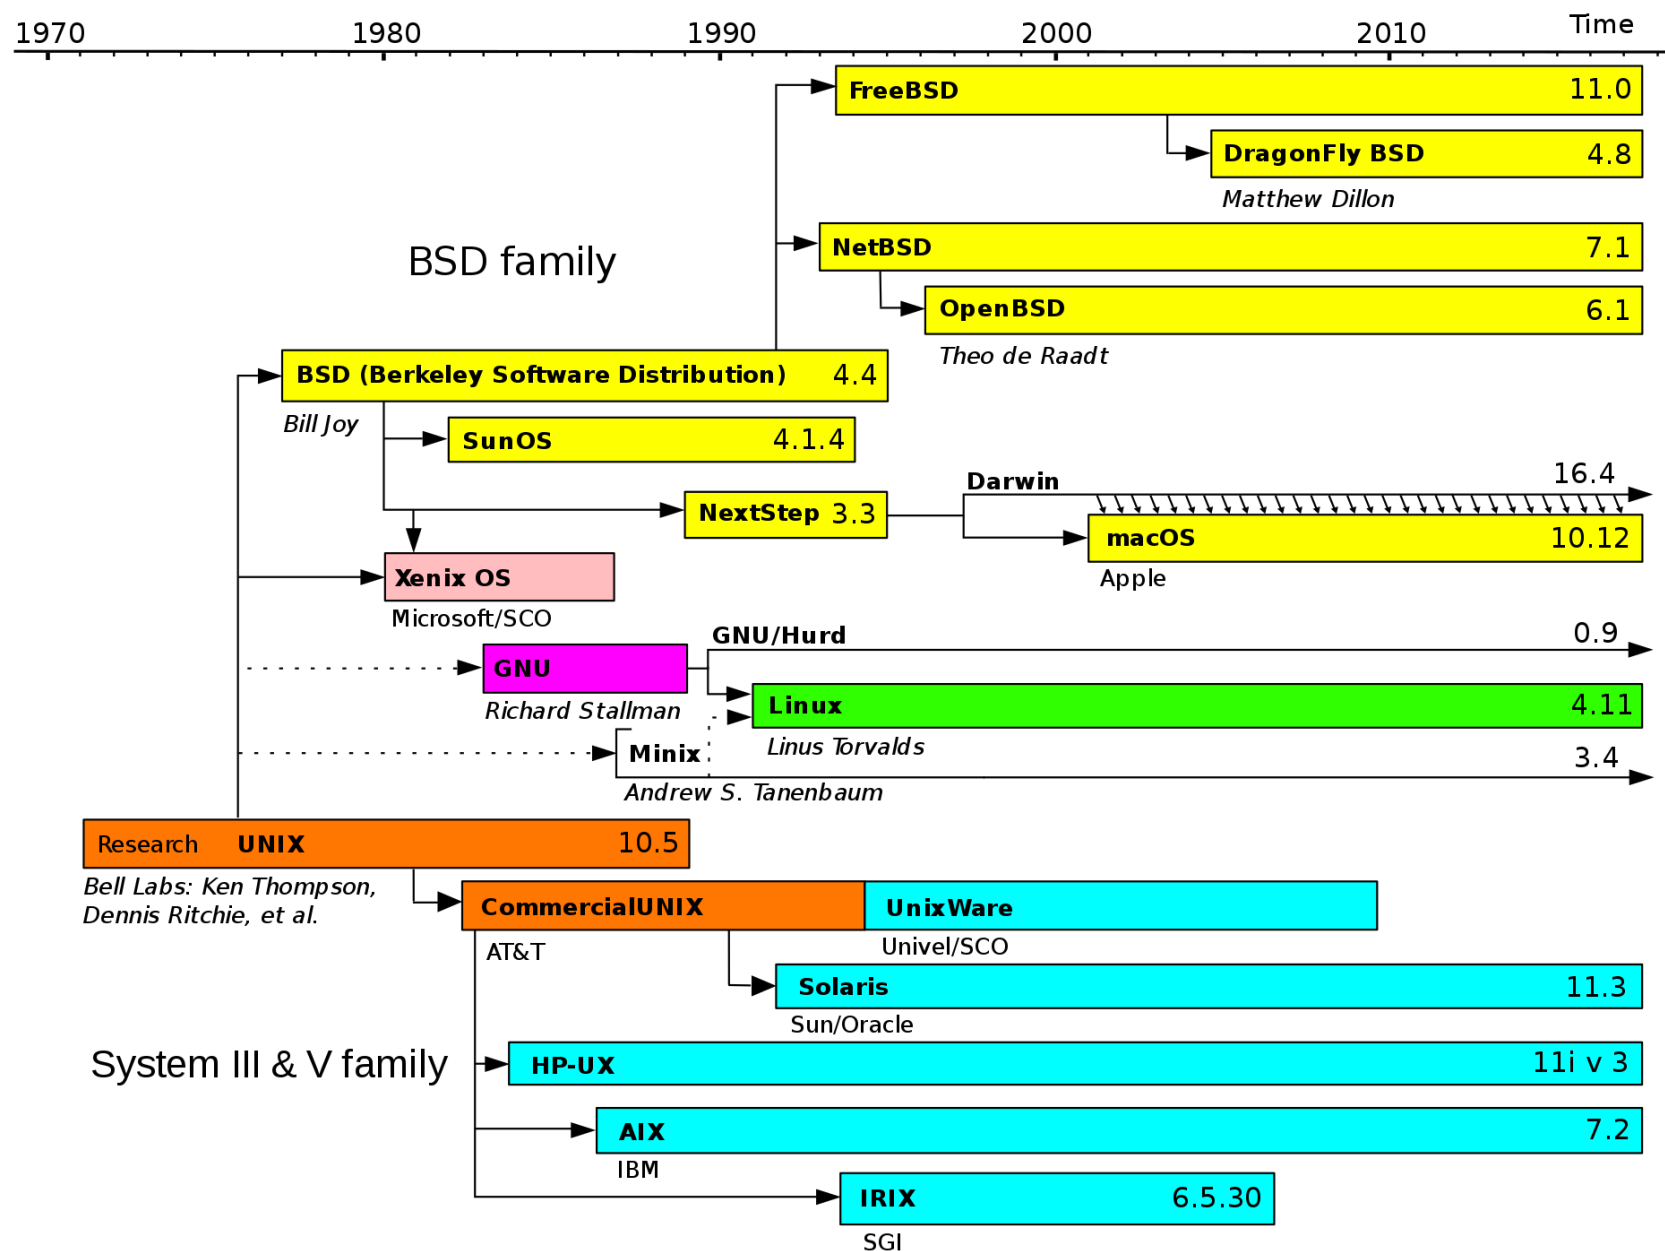 1970 1980 1990 2000 2010 Time
FreeBSD 11.0
DragonFly BSD 4.8
Matthew Dillon
NetBSD 7.1
BSD family
OpenBSD 6.1
Theo de Raadt
BSD (Berkeley Software Distribution) 4.4
Bill Joy
SunOS 4.1.4
Darwin 16.4
NextStep 3.3
macOS 10.12
Apple
Xenix OS
Microsoft/SCO
GNU/Hurd 0.9
GNU
Richard Stallman
Linux 4.11
Linus Torvalds
Minix 3.4
Andrew S. Tanenbaum
Research UNIX 10.5
Bell Labs: Ken Thompson,
Dennis Ritchie, et al.
CommercialUNIX UnixWare
AT&T Univel/SCO
Solaris 11.3
Sun/Oracle
System III & V family
HP-UX 11i v 3
AIX 7.2
IBM
IRIX 6.5.30
SGI